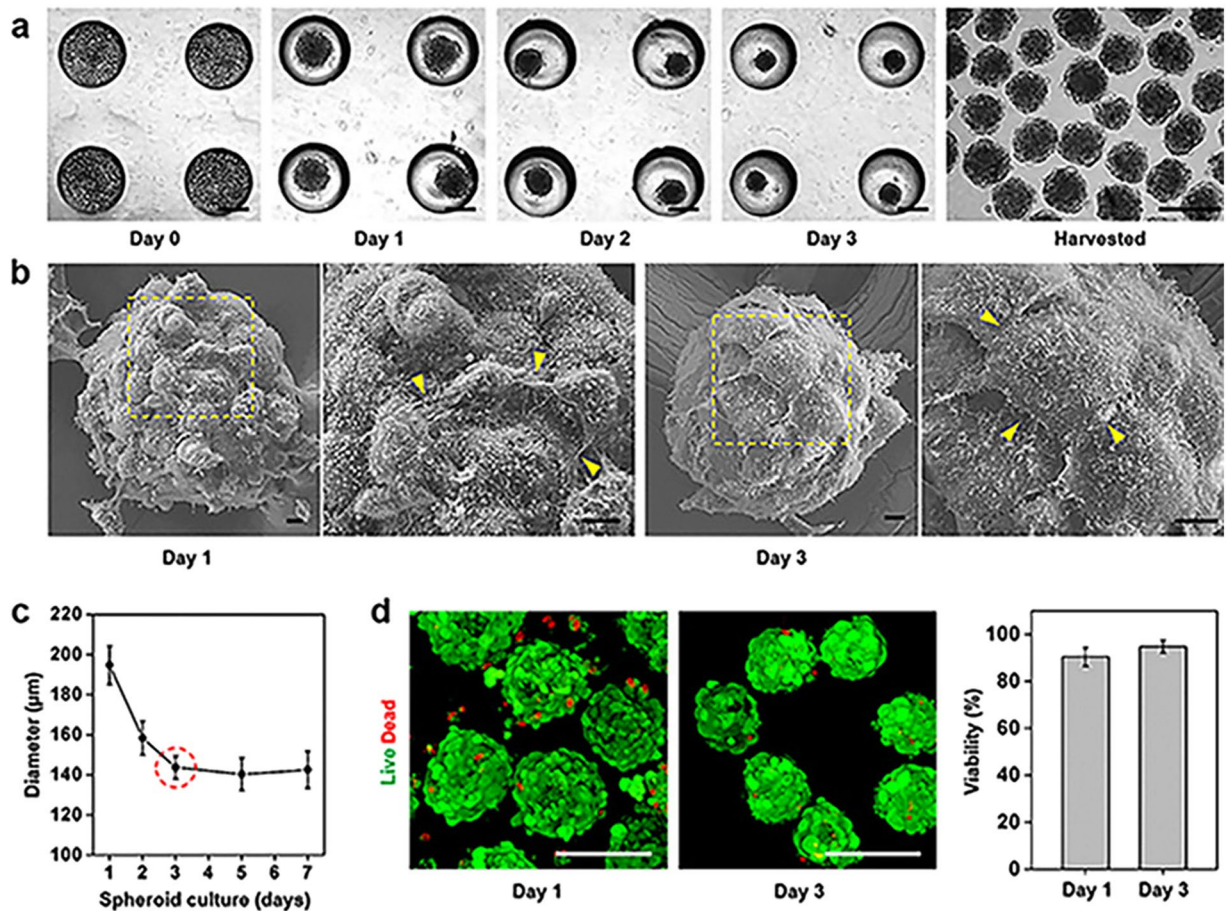 a
Day 0 Day 1 Day 2 Day 3 Harvested
b
Day 1 Day 3
c
220
200
180
160
140
120
100
Diameter (µm)
1 2 3 4 5 6 7
Spheroid culture (days)
d
Live Dead
Day 1 Day 3
100
80
60
40
20
0
Viability (%)
Day 1 Day 3